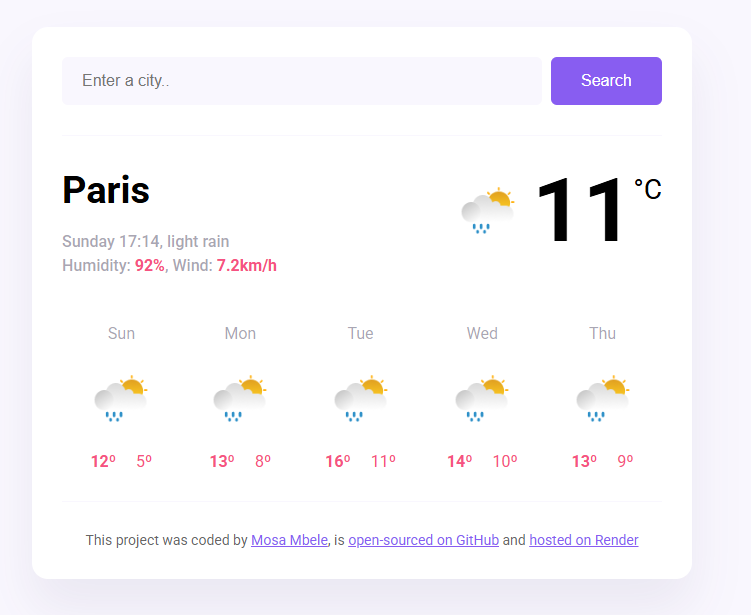 Enter a city..
Search
Paris
11 °C
Sunday 17:14, light rain
Humidity: 92%, Wind: 7.2km/h
Sun Mon Tue Wed Thu
12º 5º 13º 8º 16º 11º 14º 10º 13º 9º
This project was coded by Mosa Mbele, is open-sourced on GitHub and hosted on Render